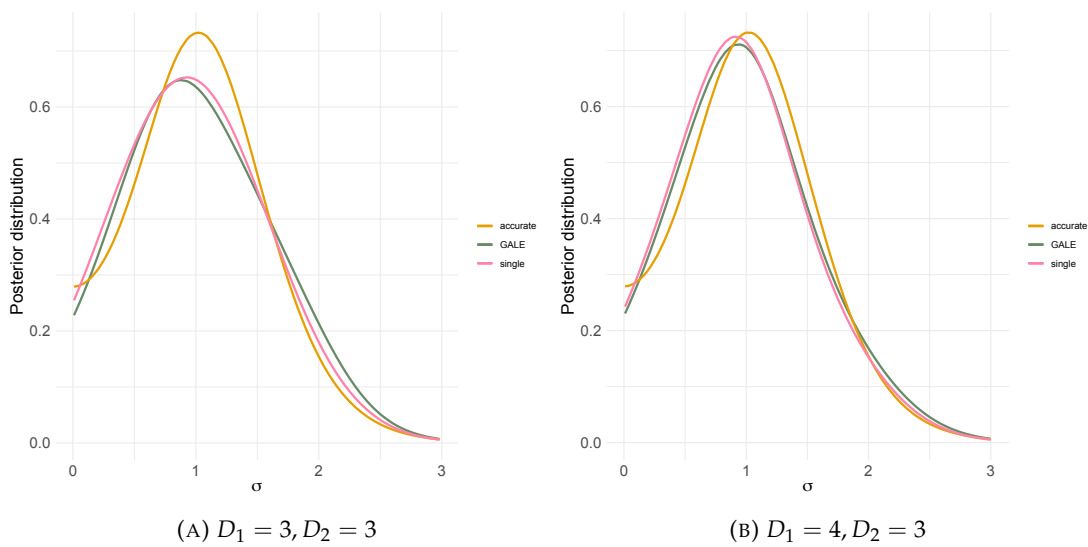 Posterior distribution
0.6
0.4
0.2
0.0
0 1 2 3
σ
accurate
GALE
single
(A) D₁ = 3, D₂ = 3
Posterior distribution
0.6
0.4
0.2
0.0
0 1 2 3
σ
accurate
GALE
single
(B) D₁ = 4, D₂ = 3